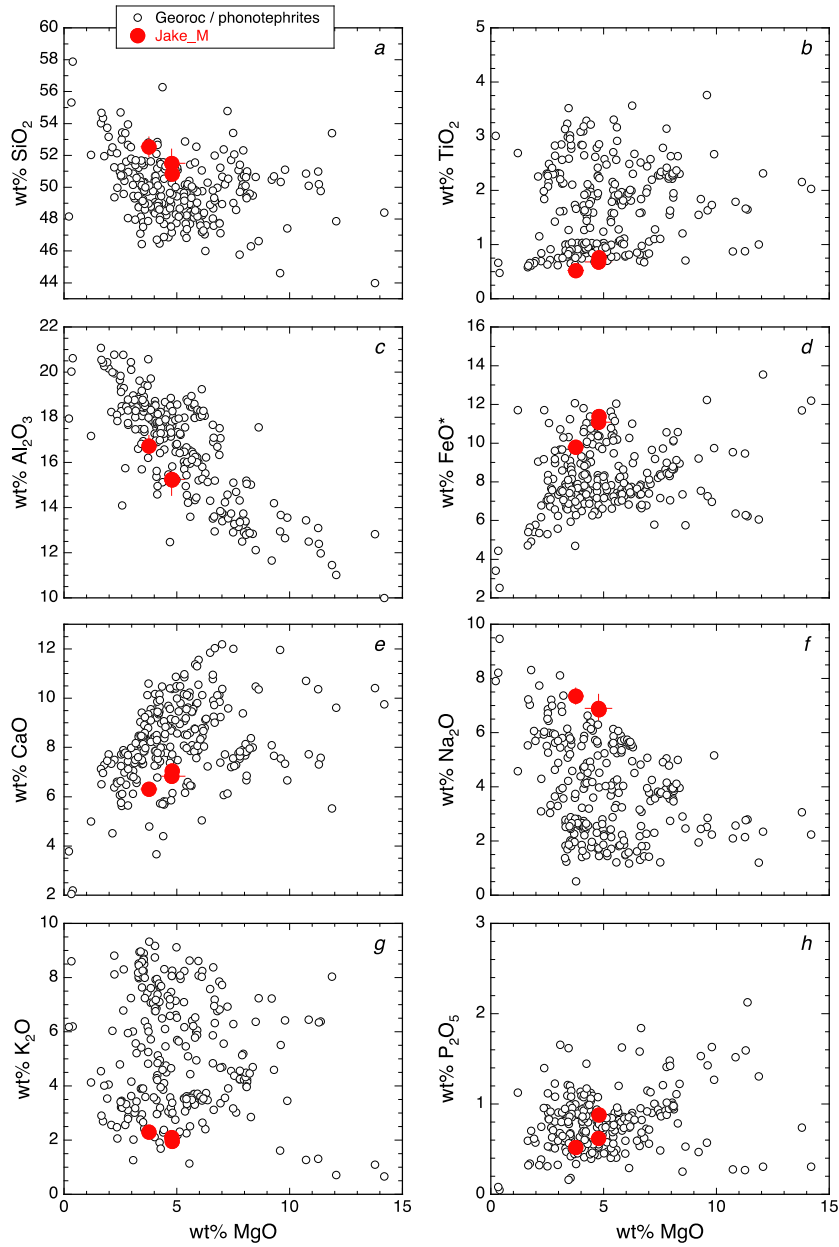 Georoc / phonotephrites
Jake_M
60
58
56
54
52
50
48
46
44
wt% SiO2
a
5
4
3
2
1
0
wt% TiO2
b
22
20
18
16
14
12
10
wt% Al2O3
c
16
14
12
10
8
6
4
2
wt% FeO*
d
12
10
8
6
4
2
wt% CaO
e
10
8
6
4
2
0
wt% Na2O
f
10
8
6
4
2
0
wt% K2O
g
0 5 10 15
wt% MgO
3
2
1
0
wt% P2O5
h
0 5 10 15
wt% MgO